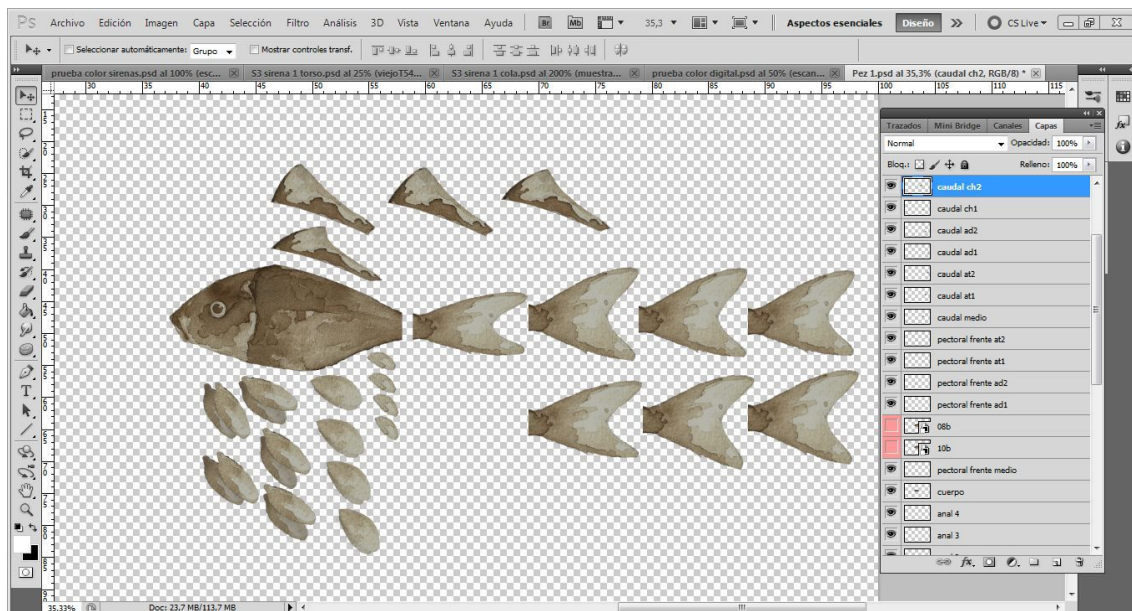 Ps Archivo Edición Imagen Capa Selección Filtro Análisis 3D Vista Ventana Ayuda Br Mb 35,3 Aspectos esenciales Diseño CS Live
Seleccionar automáticamente: Grupo Mostrar controles transf.
prueba color sirenas.psd al 100% (esc... S3 sirena 1 torso.psd al 25% (viejoT54... S3 sirena 1 cola.psd al 200% (muestra... prueba color digital.psd al 50% (escan... Pez 1.psd al 35,3% (caudal ch2, RGB/8) *
30 35 40 45 50 55 60 65 70 75 80 85 90 95 100 105 110 115
Trazados Mini Bridge Canales Capas
Normal Opacidad: 100%
Bloq.: Relleno: 100%
caudal ch2
caudal ch1
caudal ad2
caudal ad1
caudal at2
caudal at1
caudal medio
pectoral frente at2
pectoral frente at1
pectoral frente ad2
pectoral frente ad1
08b
10b
pectoral frente medio
cuerpo
anal 4
anal 3
35.33% Doc: 23,7 MB/113,7 MB